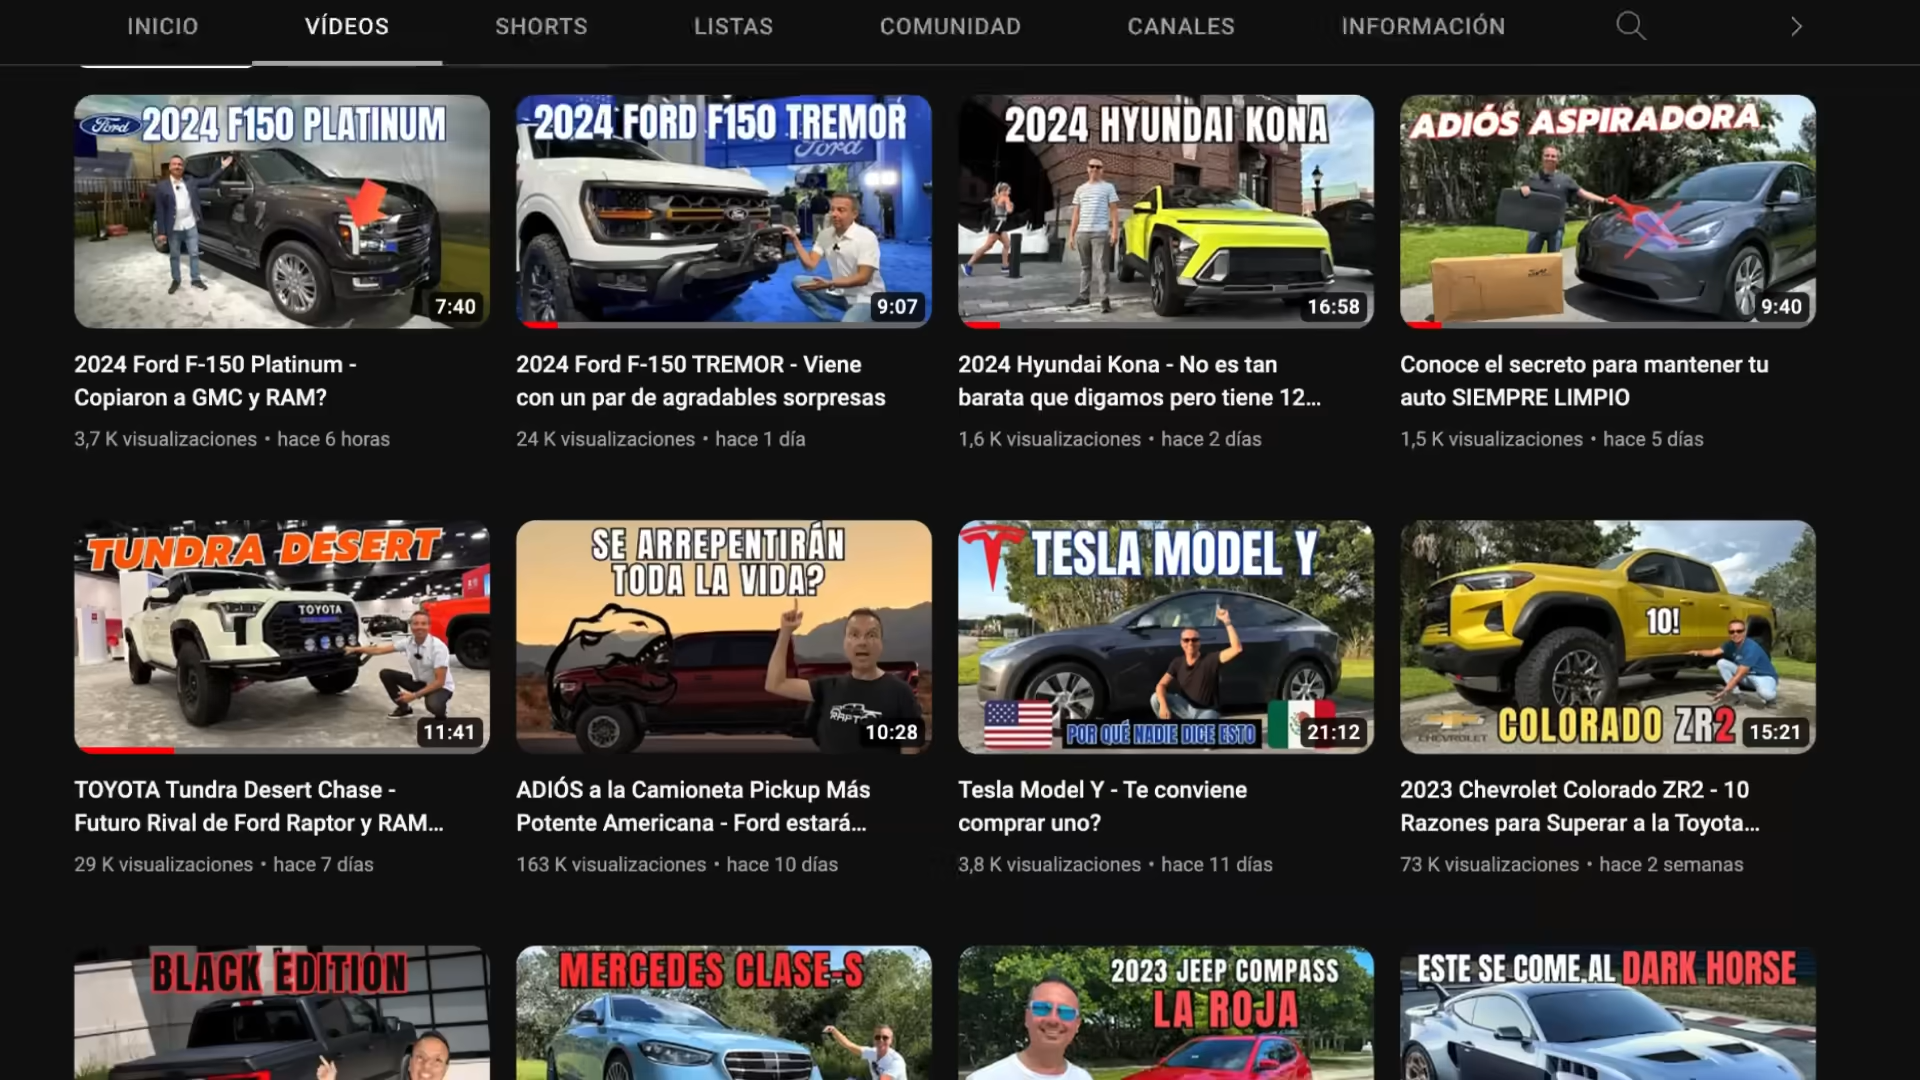 INICIO
VÍDEOS
SHORTS
LISTAS
COMUNIDAD
CANALES
INFORMACIÓN
Ford
2024 F150 PLATINUM
7:40
2024 FORD F150 TREMOR
Ford
9:07
2024 HYUNDAI KONA
16:58
ADIÓS ASPIRADORA
9:40
2024 Ford F-150 Platinum -
Copiaron a GMC y RAM?
3,7 K visualizaciones • hace 6 horas
2024 Ford F-150 TREMOR - Viene
con un par de agradables sorpresas
24 K visualizaciones • hace 1 día
2024 Hyundai Kona - No es tan
barata que digamos pero tiene 12...
1,6 K visualizaciones • hace 2 días
Conoce el secreto para mantener tu
auto SIEMPRE LIMPIO
1,5 K visualizaciones • hace 5 días
TUNDRA DESERT
TOYOTA
11:41
SE ARREPENTIRÁN
TODA LA VIDA?
10:28
TESLA MODEL Y
POR QUÉ NADIE DICE ESTO
21:12
10!
CHEVROLET
COLORADO ZR2
15:21
TOYOTA Tundra Desert Chase -
Futuro Rival de Ford Raptor y RAM...
29 K visualizaciones • hace 7 días
ADIÓS a la Camioneta Pickup Más
Potente Americana - Ford estará...
163 K visualizaciones • hace 10 días
Tesla Model Y - Te conviene
comprar uno?
3,8 K visualizaciones • hace 11 días
2023 Chevrolet Colorado ZR2 - 10
Razones para Superar a la Toyota...
73 K visualizaciones • hace 2 semanas
BLACK EDITION
MERCEDES CLASE-S
2023 JEEP COMPASS
LA ROJA
ESTE SE COME AL DARK HORSE